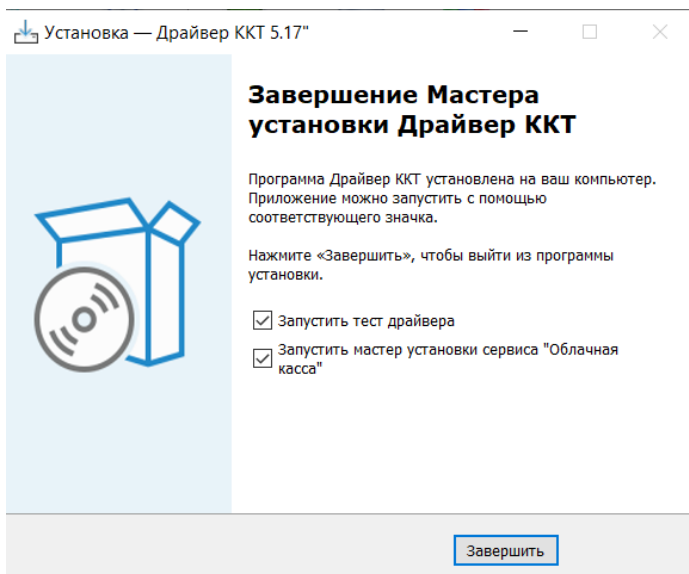 Установка — Драйвер ККТ 5.17"
Завершение Мастера
установки Драйвер ККТ
Программа Драйвер ККТ установлена на ваш компьютер.
Приложение можно запустить с помощью
соответствующего значка.
Нажмите «Завершить», чтобы выйти из программы
установки.
Запустить тест драйвера
Запустить мастер установки сервиса "Облачная
касса"
Завершить